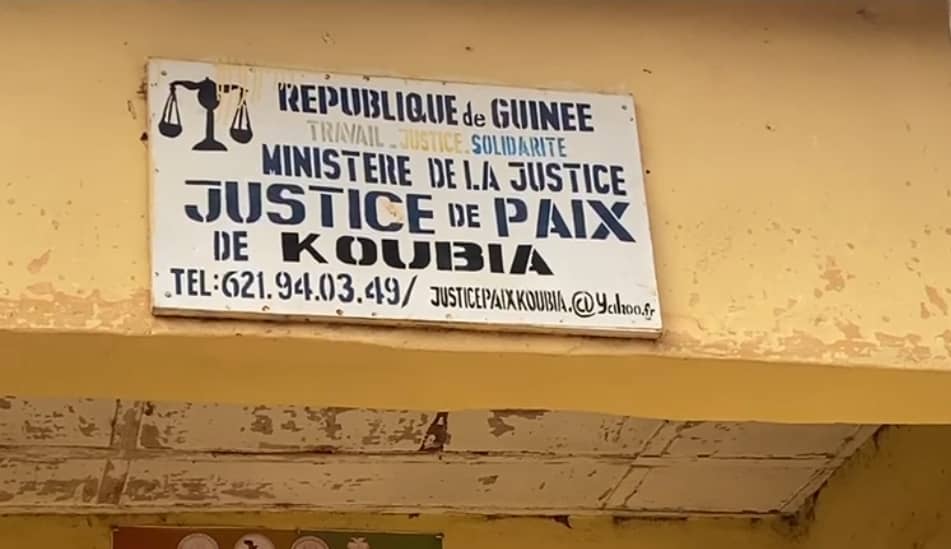 REPUBLIQUE de GUINEE
TRAVAIL - JUSTICE - SOLIDARITE
MINISTERE DE LA JUSTICE
JUSTICE DE PAIX
DE KOUBIA
TEL: 621.94.03.49/ JUSTICEPAIXKOUBIA.@Yahoo.fr